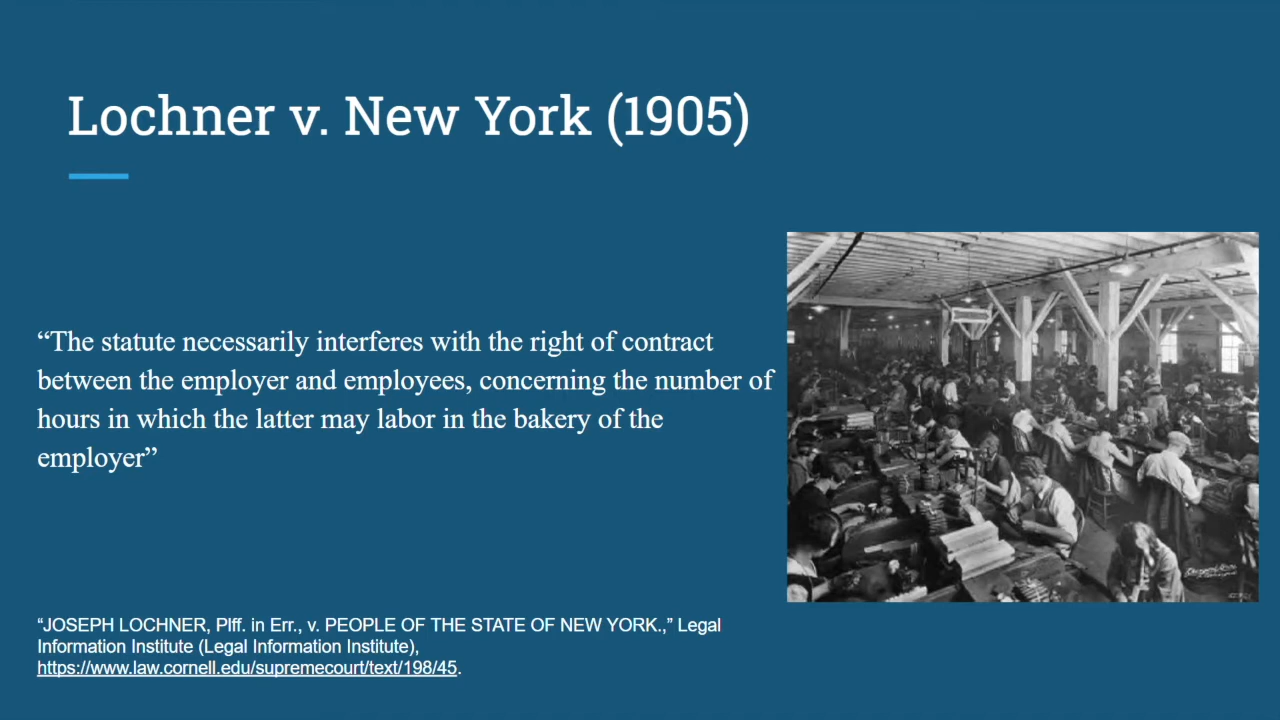 Lochner v. New York (1905)
“The statute necessarily interferes with the right of contract
between the employer and employees, concerning the number of
hours in which the latter may labor in the bakery of the
employer”
“JOSEPH LOCHNER, Plff. in Err., v. PEOPLE OF THE STATE OF NEW YORK.,” Legal
Information Institute (Legal Information Institute),
https://www.law.cornell.edu/supremecourt/text/198/45.